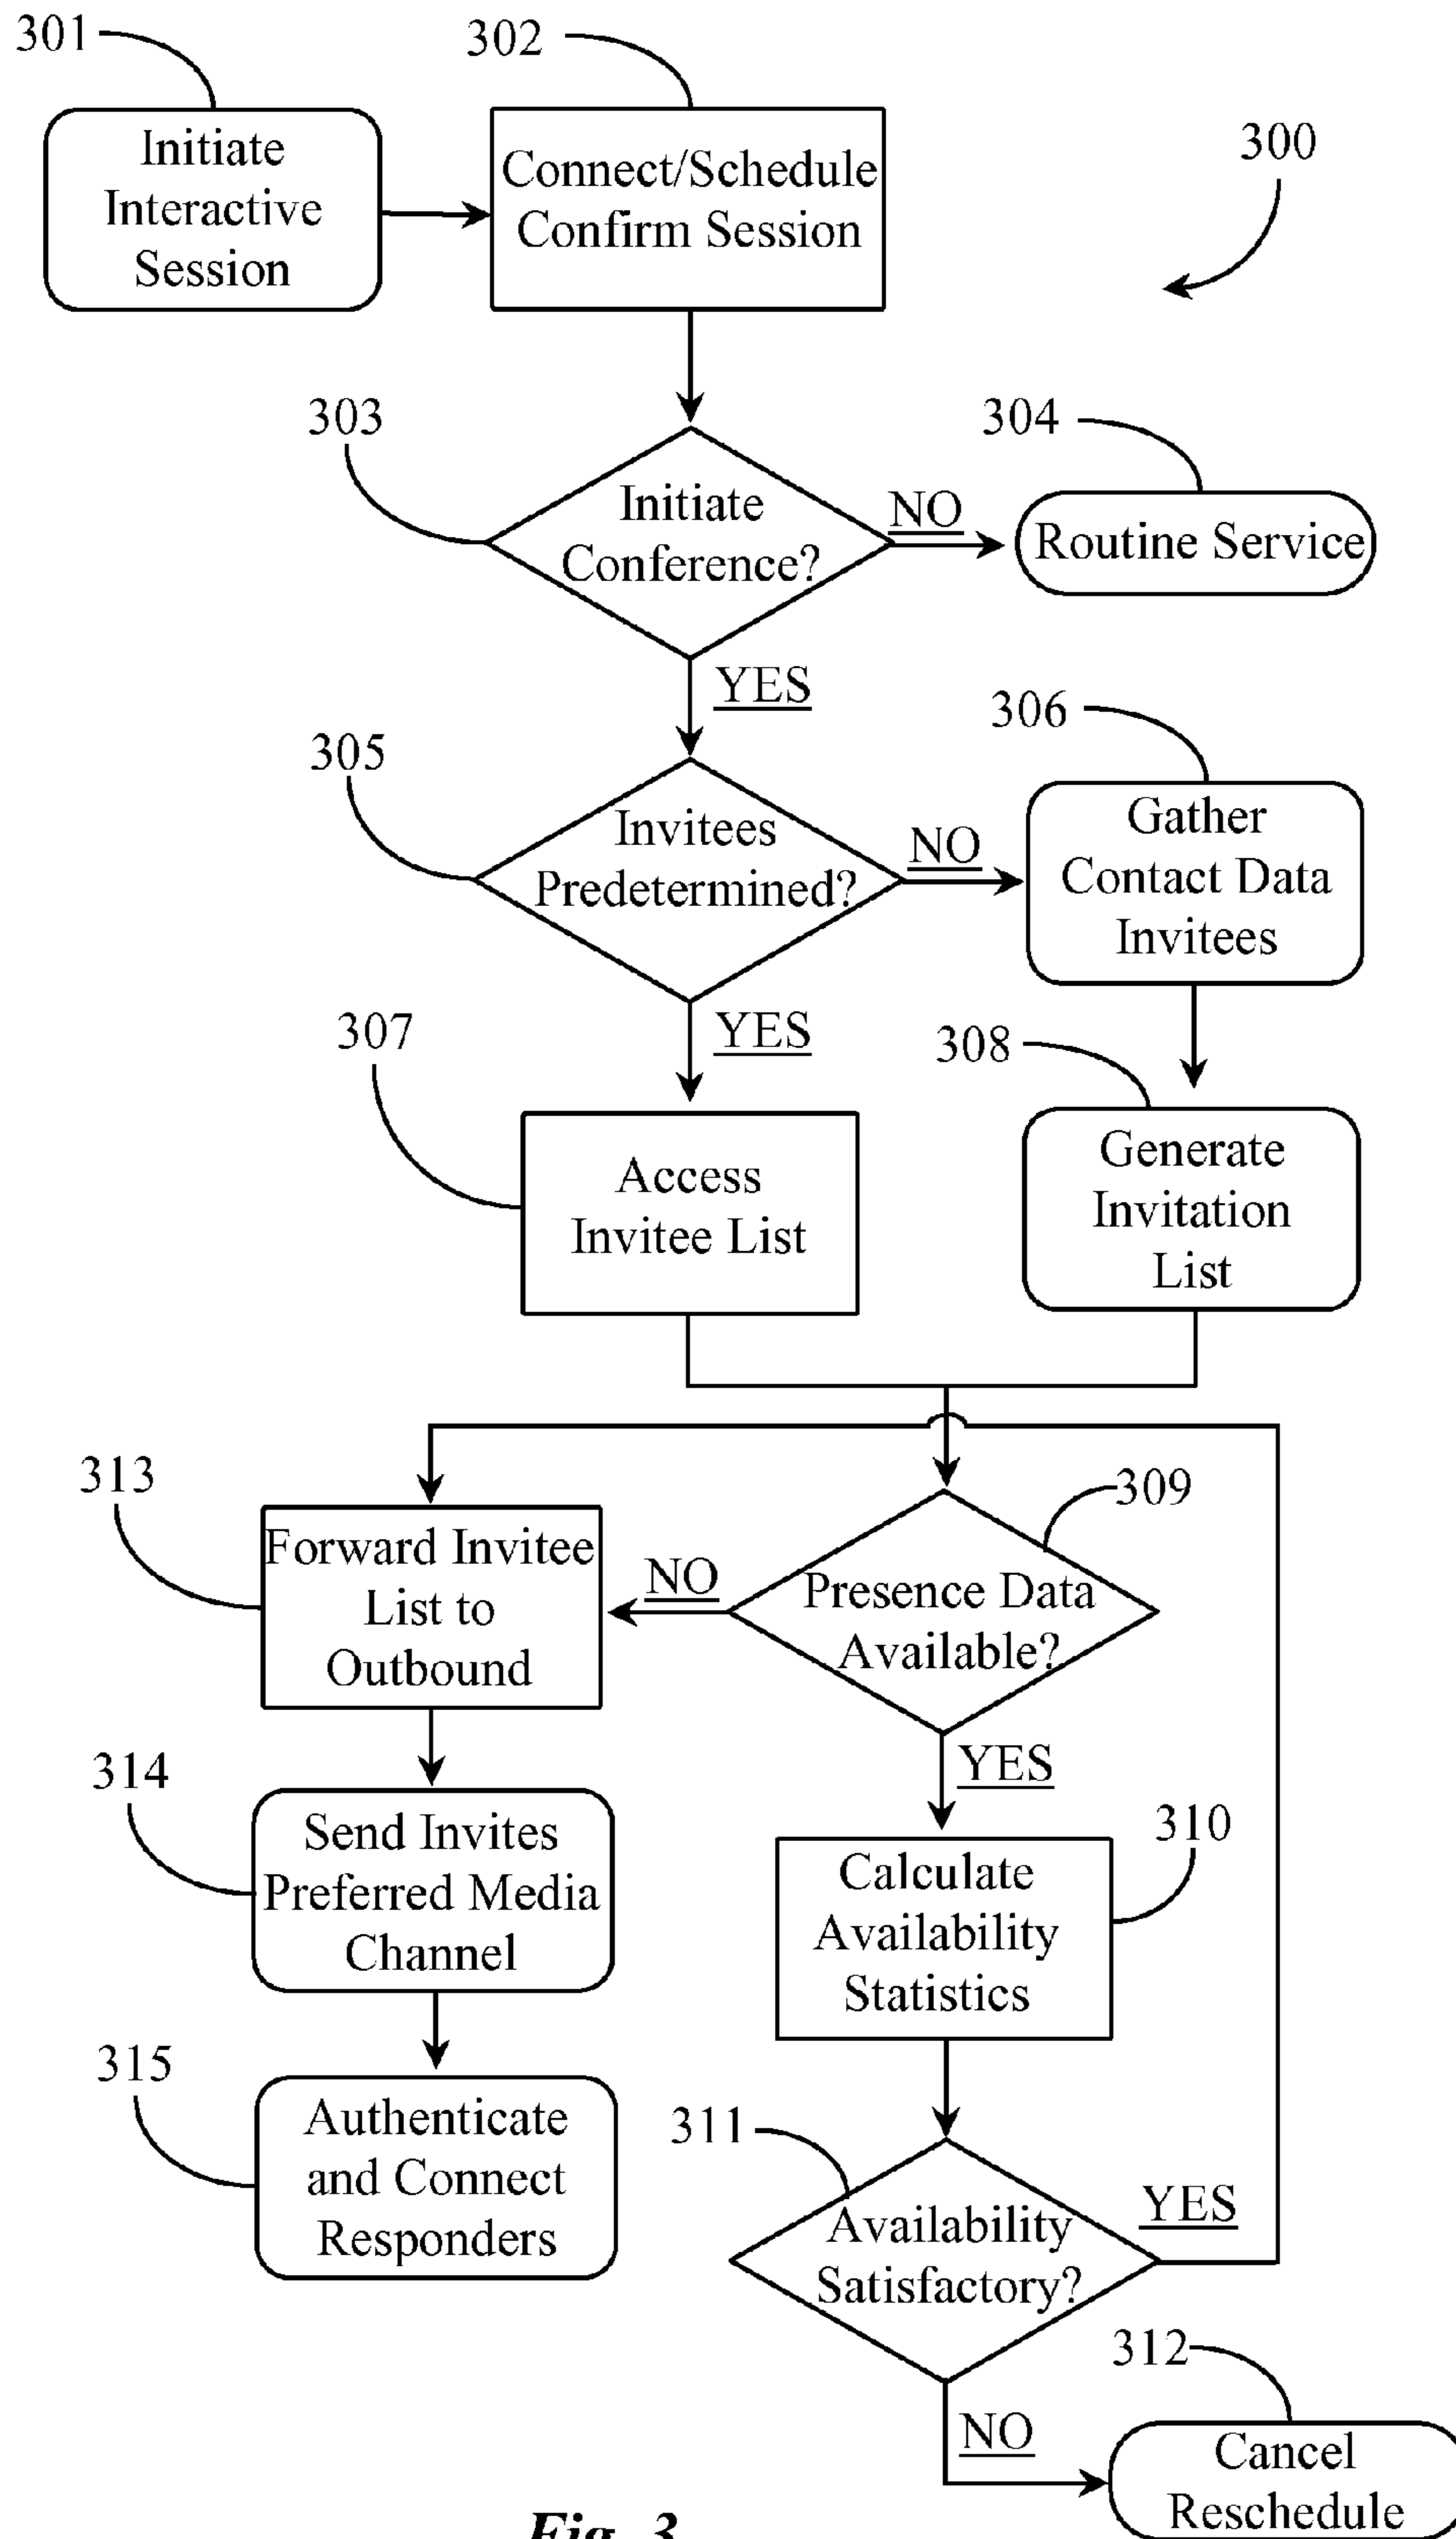 301
302
Initiate
Interactive
Session
Connect/Schedule
Confirm Session
300
303
304
Initiate
Conference?
NO
Routine Service
YES
305
306
Invitees
Predetermined?
NO
Gather
Contact Data
Invitees
YES
307
308
Access
Invitee List
Generate
Invitation
List
313
309
Forward Invitee
List to
Outbound
NO
Presence Data
Available?
YES
314
310
Send Invites
Preferred Media
Channel
Calculate
Availability
Statistics
315
311
Authenticate
and Connect
Responders
Availability
Satisfactory?
YES
312
NO
Cancel
Reschedule
Fig. 3